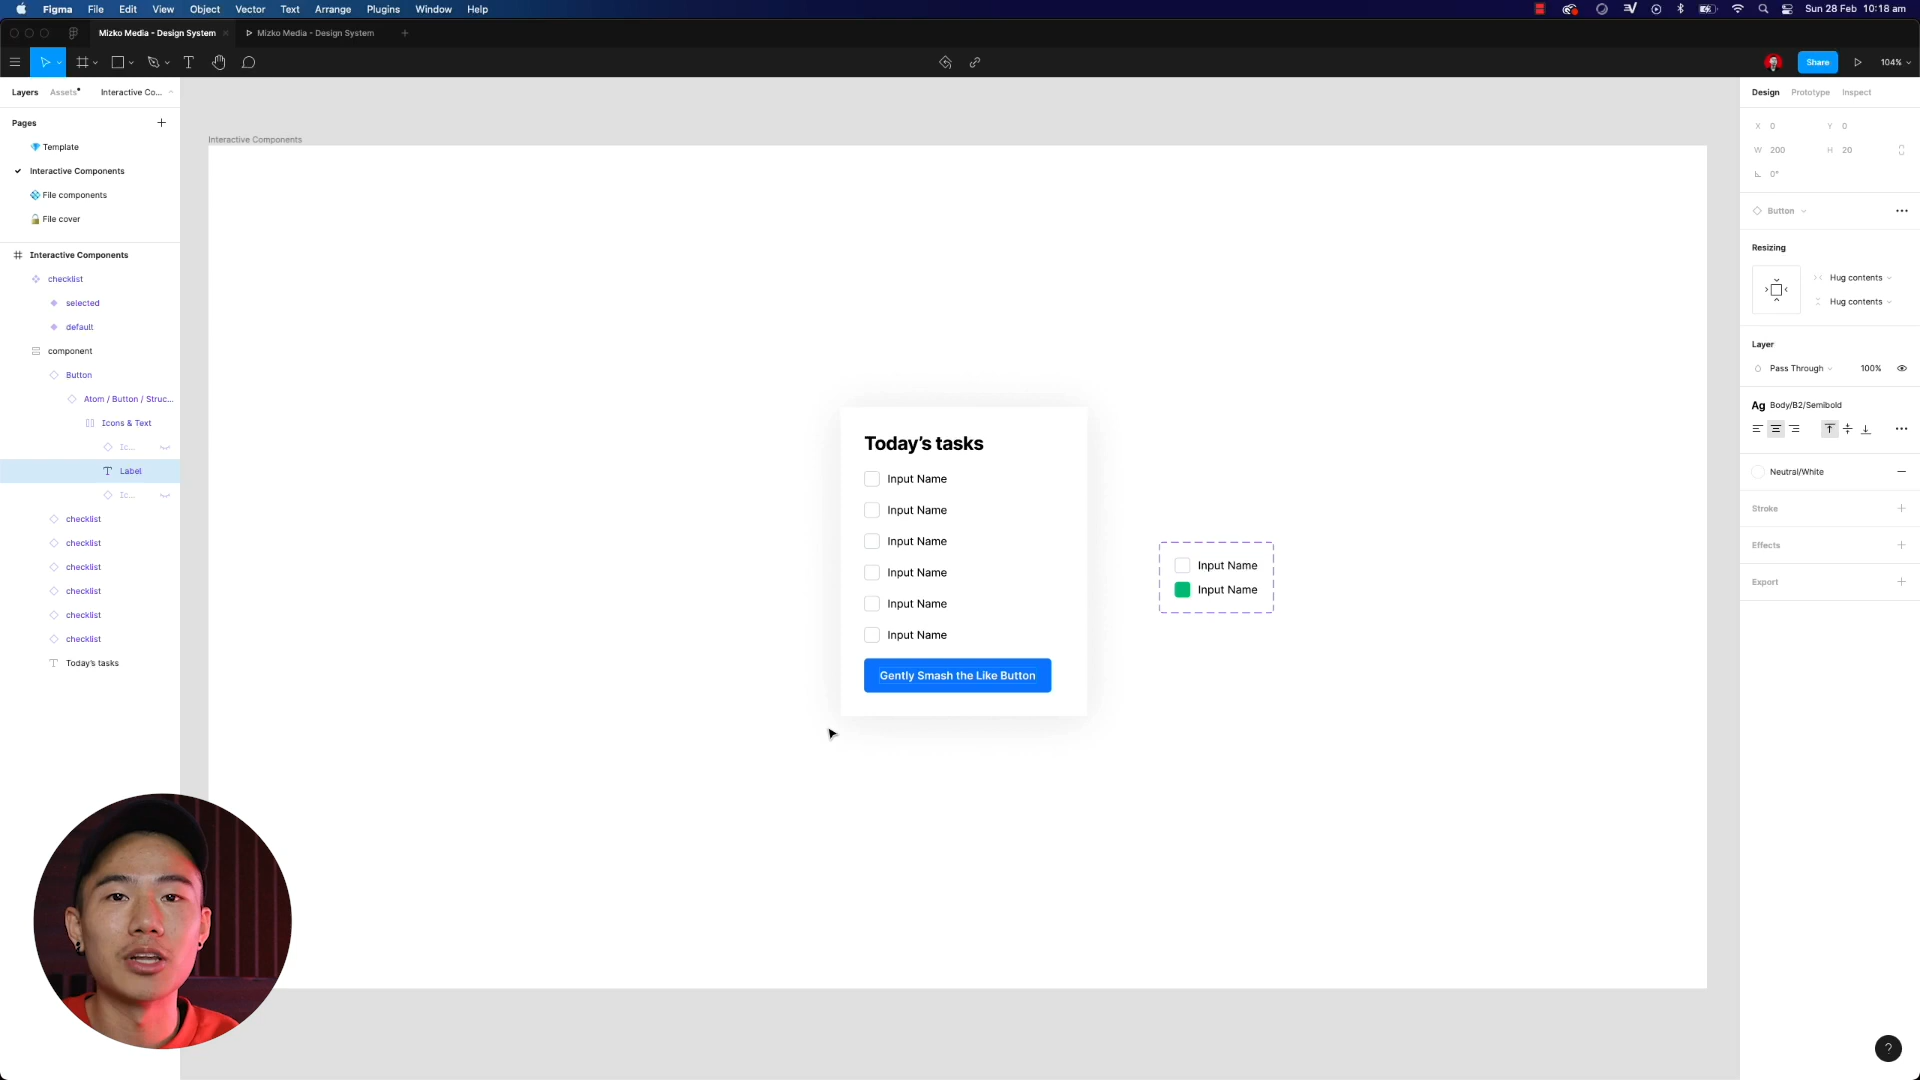 Figma File Edit View Object Vector Text Arrange Plugins Window Help
Sun 28 Feb 10:18 am
Mizko Media - Design System
Mizko Media - Design System
Share
104%
Layers
Assets
Interactive Co...
Pages
Template
Interactive Components
File components
File cover
Interactive Components
checklist
selected
default
component
Button
Atom / Button / Struc...
Icons & Text
Ic...
Label
Ic...
checklist
checklist
checklist
checklist
checklist
checklist
Today's tasks
Interactive Components
Today's tasks
Input Name
Input Name
Input Name
Input Name
Input Name
Input Name
Gently Smash the Like Button
Input Name
Input Name
Design Prototype Inspect
X 0 Y 0
W 200 H 20
0°
Button
Resizing
Hug contents
Hug contents
Layer
Pass Through 100%
Ag Body/B2/Semibold
Neutral/White
Stroke
Effects
Export
?